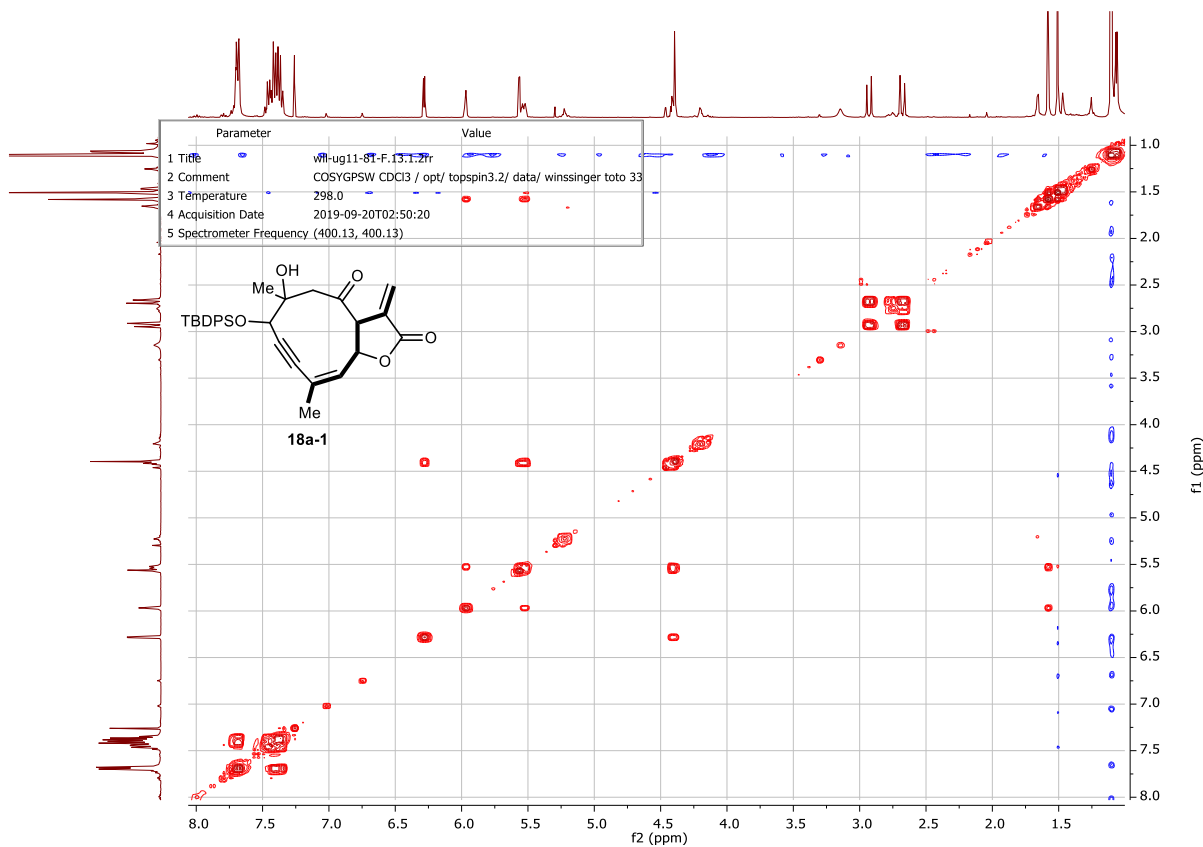 Parameter Value
1 Title wll-ug11-81-F.13.1.2rr
2 Comment COSYGPSW CDCl3 / opt/ topspin3.2/ data/ winssinger toto 33
3 Temperature 298.0
4 Acquisition Date 2019-09-20T02:50:20
5 Spectrometer Frequency (400.13, 400.13)
OH
Me
O
TBDPSO
O
O
Me
18a-1
1.0
1.5
2.0
2.5
3.0
3.5
4.0
4.5
5.0
5.5
6.0
6.5
7.0
7.5
8.0
f1 (ppm)
8.0 7.5 7.0 6.5 6.0 5.5 5.0 4.5 4.0 3.5 3.0 2.5 2.0 1.5
f2 (ppm)